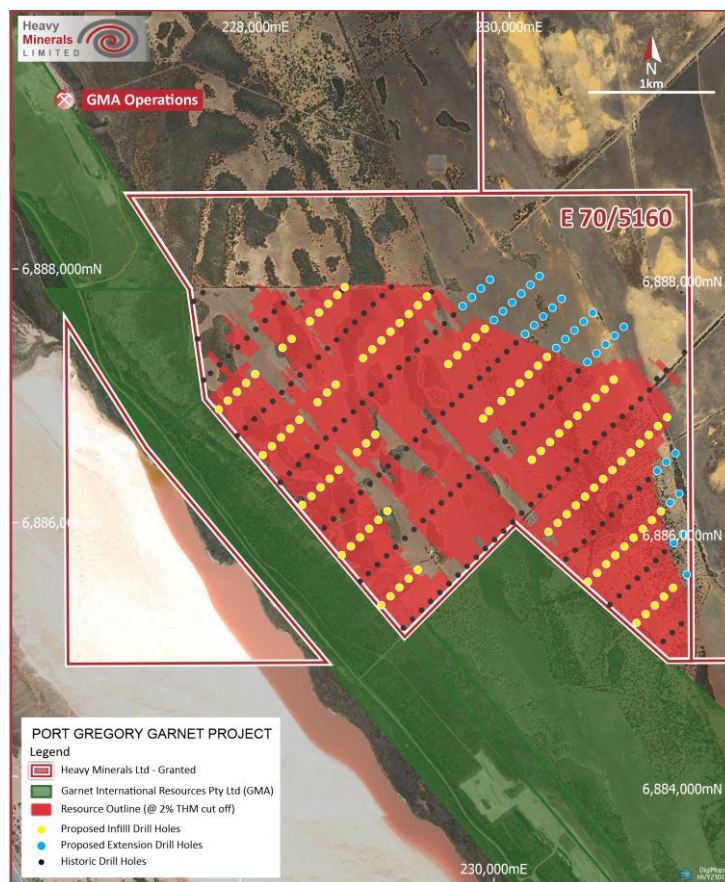 Heavy
Minerals
LIMITED
228,000mE
230,000mE
N
1km
GMA Operations
E 70/5160
6,888,000mN
6,888,000mN
6,886,000mN
6,886,000mN
PORT GREGORY GARNET PROJECT
Legend
Heavy Minerals Ltd - Granted
Garnet International Resources Pty Ltd (GMA)
Resource Outline (@ 2% THM cut off)
Proposed Infilll Drill Holes
Proposed Extension Drill Holes
Historic Drill Holes
6,884,000mN
230,000mE